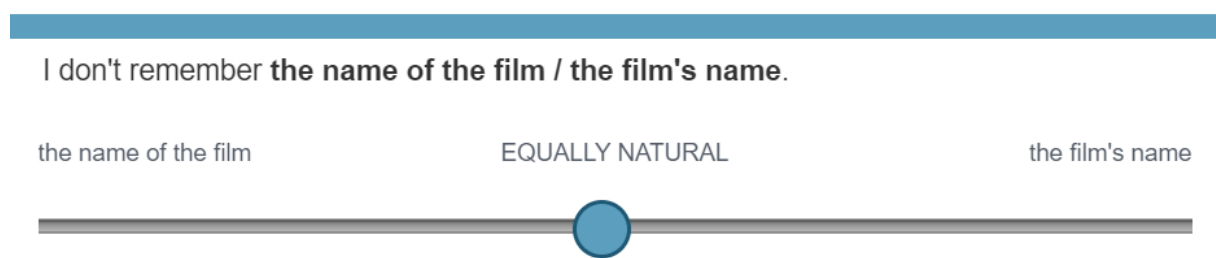 I don't remember the name of the film / the film's name.
the name of the film EQUALLY NATURAL the film's name